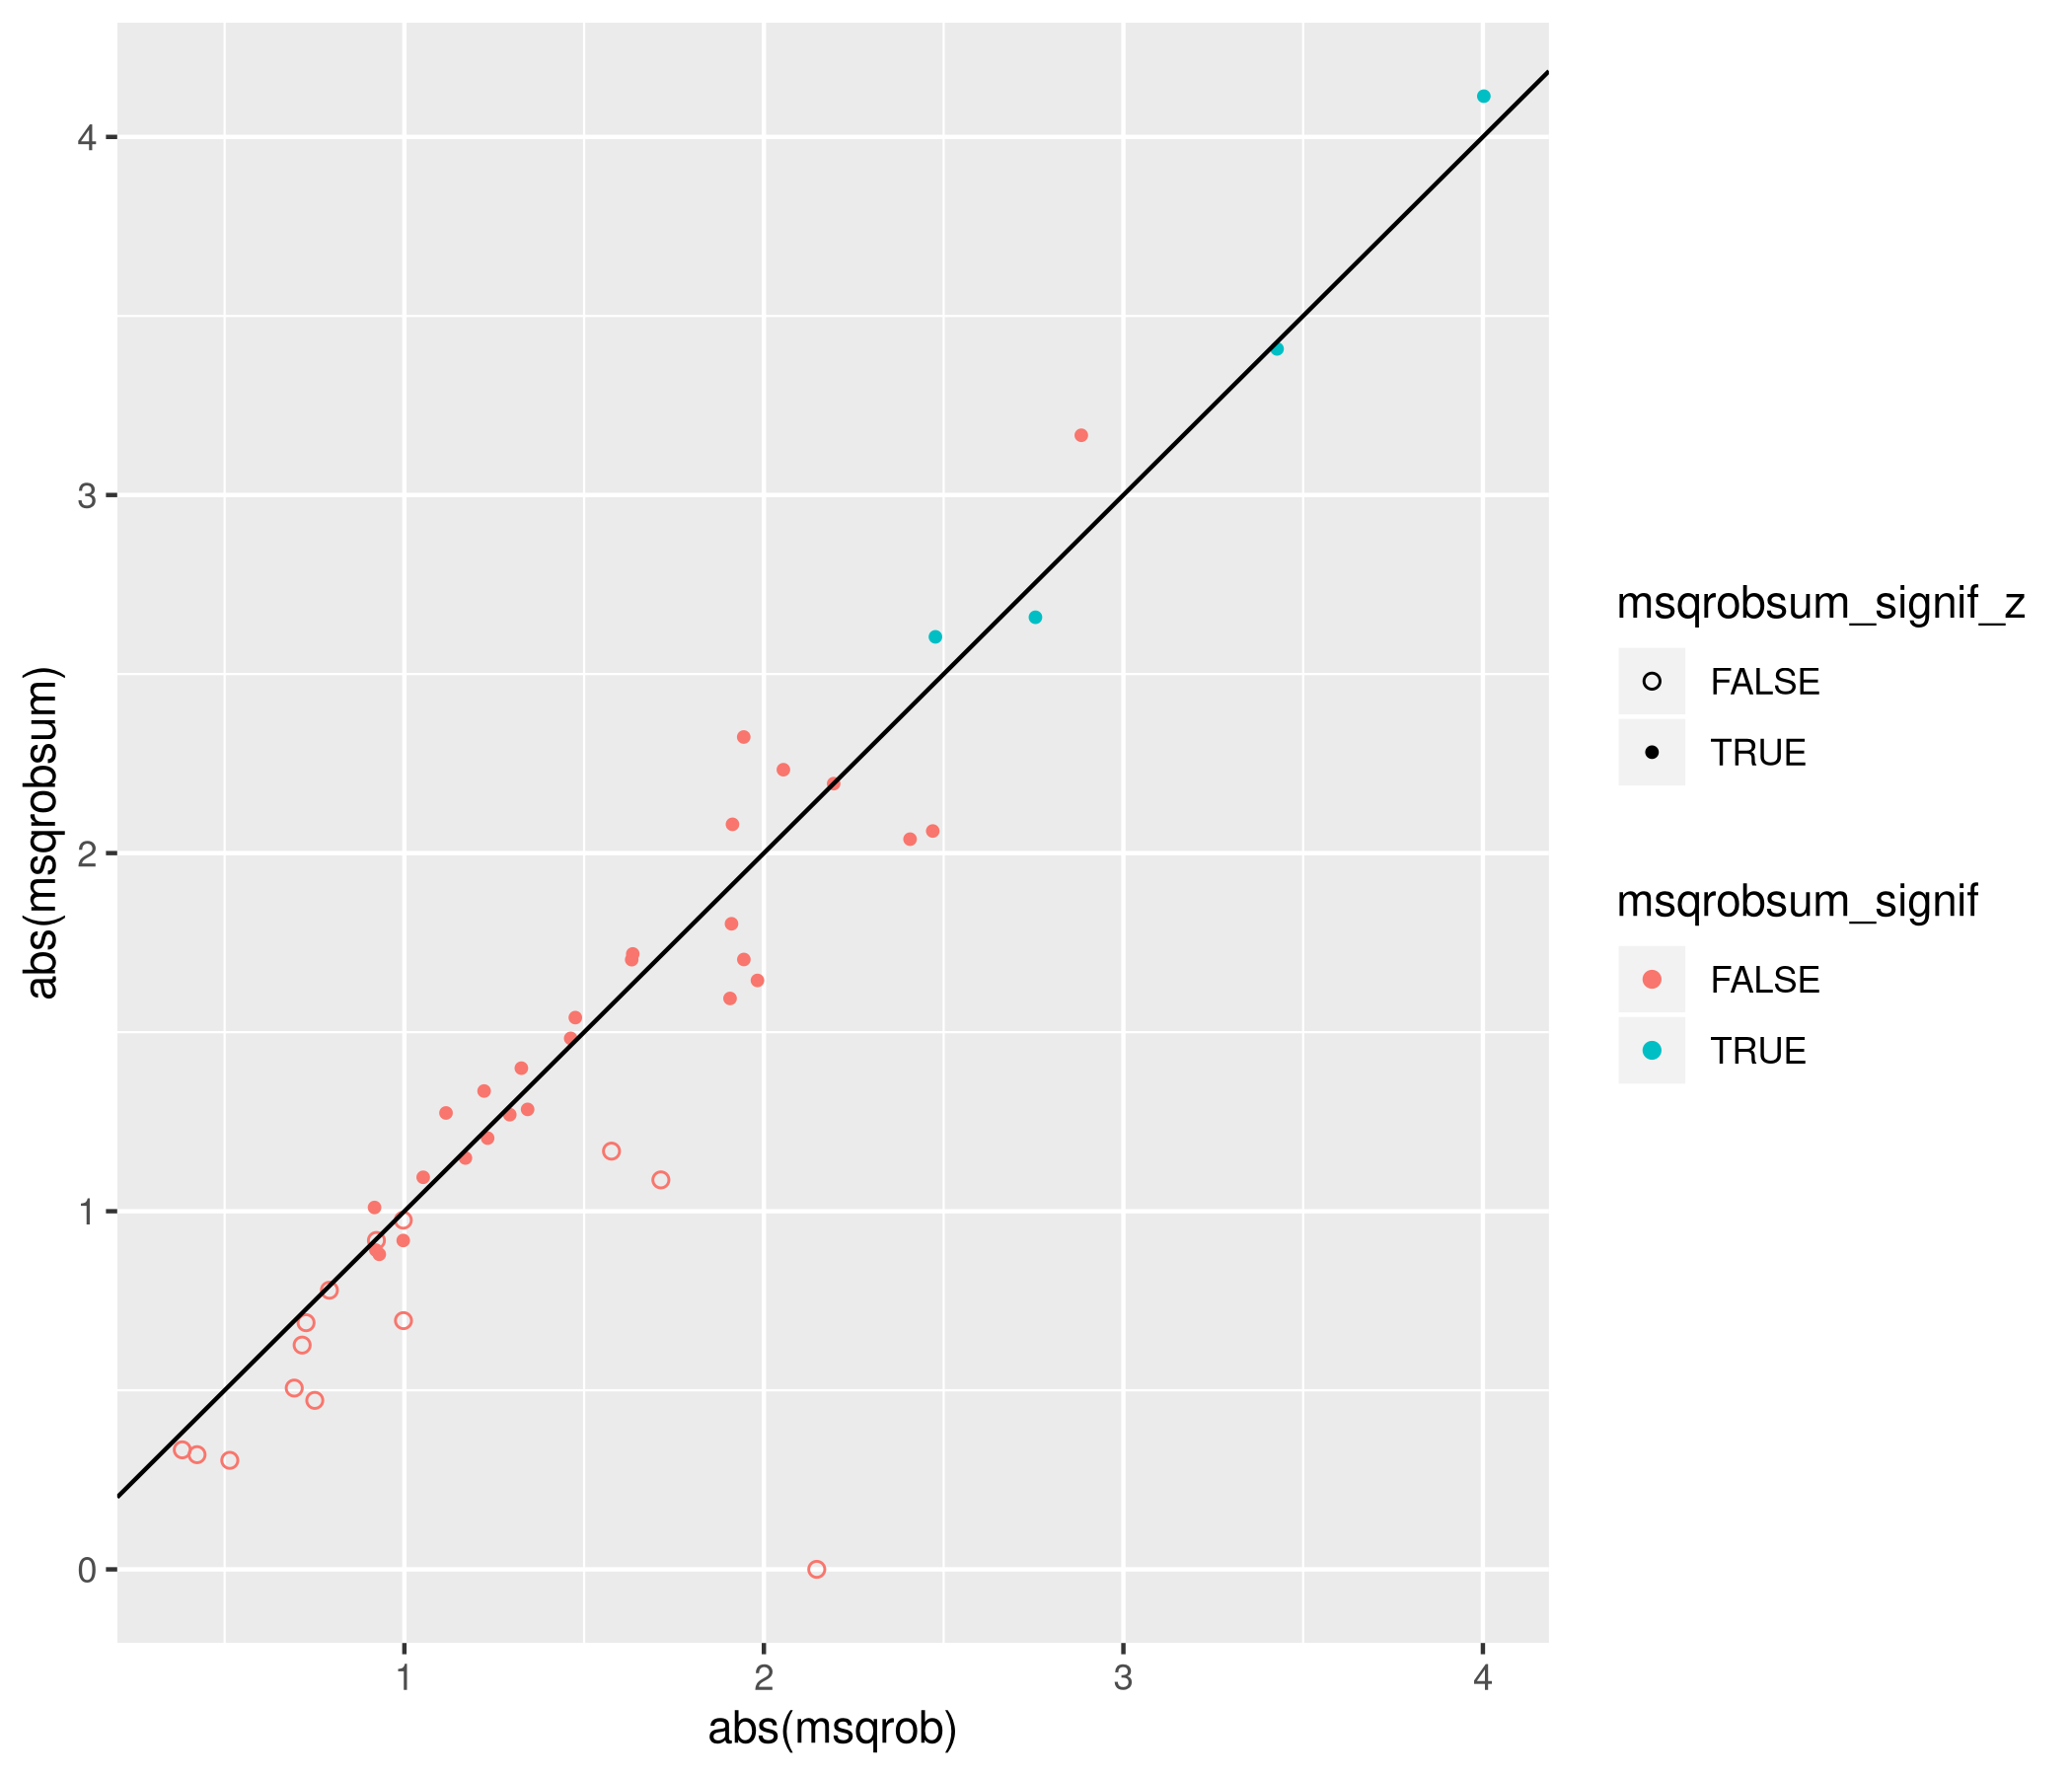 4
3
2
1
0
1 2 3 4
abs(msqrob)
abs(msqrobsum)
msqrobsum_signif_z
FALSE
TRUE
msqrobsum_signif
FALSE
TRUE